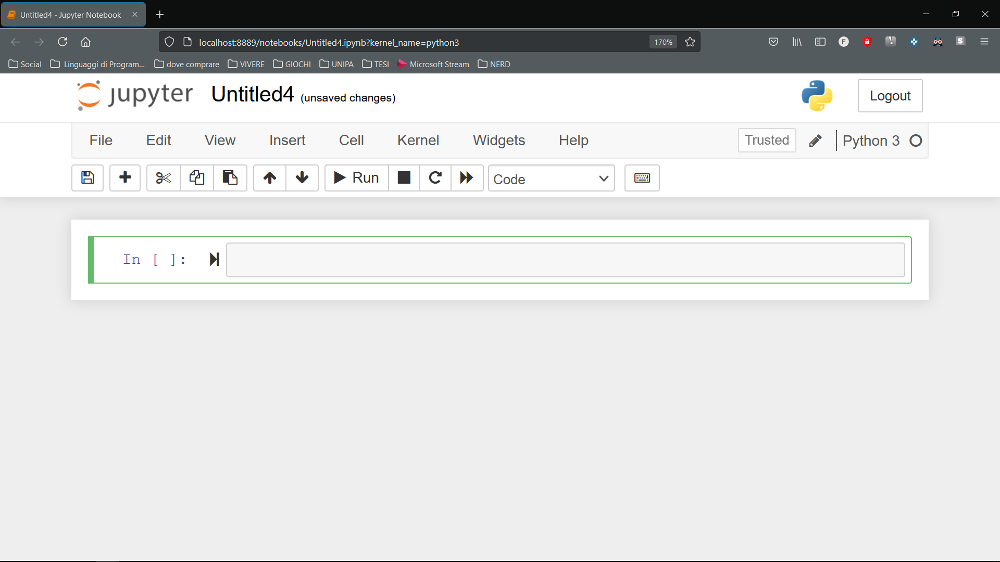 Untitled4 - Jupyter Notebook
localhost:8889/notebooks/Untitled4.ipynb?kernel_name=python3 170%
Social Linguaggi di Program... dove comprare VIVERE GIOCHI UNIPA TESI Microsoft Stream NERD
jupyter Untitled4 (unsaved changes) Logout
File Edit View Insert Cell Kernel Widgets Help Trusted Python 3
Run Code
In [ ]: